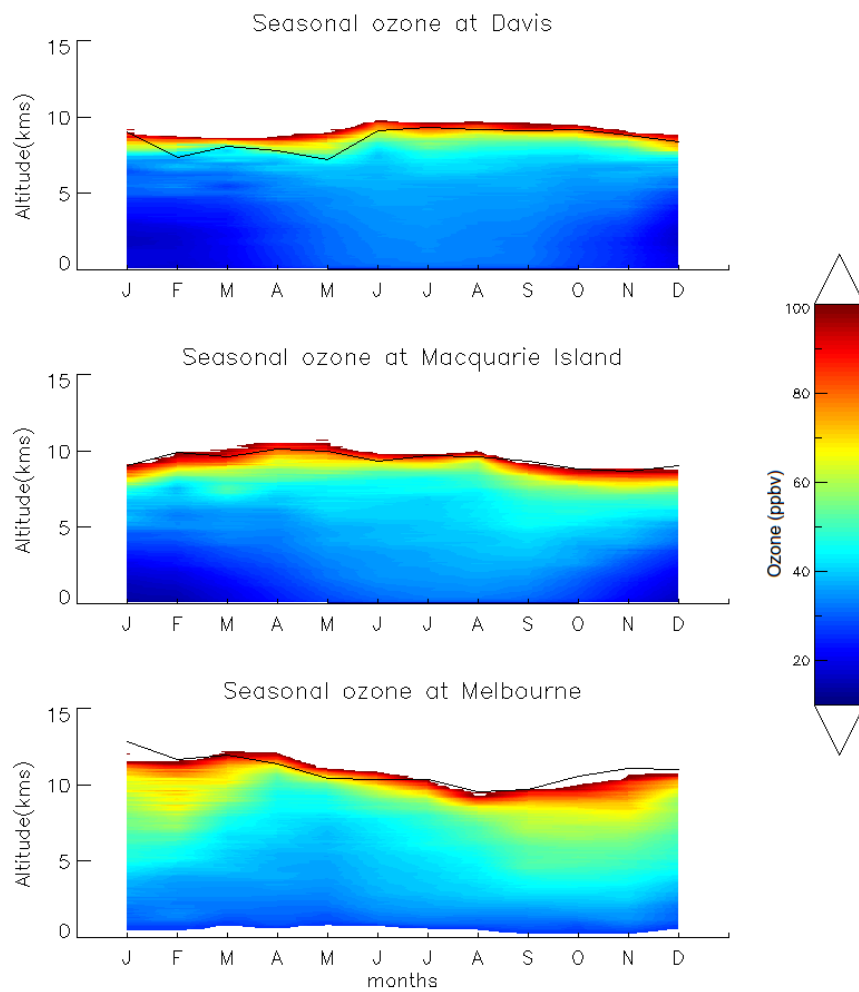 Seasonal ozone at Davis
15
10
5
0
Altitude(kms)
J F M A M J J A S O N D
Seasonal ozone at Macquarie Island
15
10
5
0
Altitude(kms)
J F M A M J J A S O N D
Seasonal ozone at Melbourne
15
10
5
0
Altitude(kms)
J F M A M J J A S O N D
months
100
80
60
40
20
Ozone (ppbv)